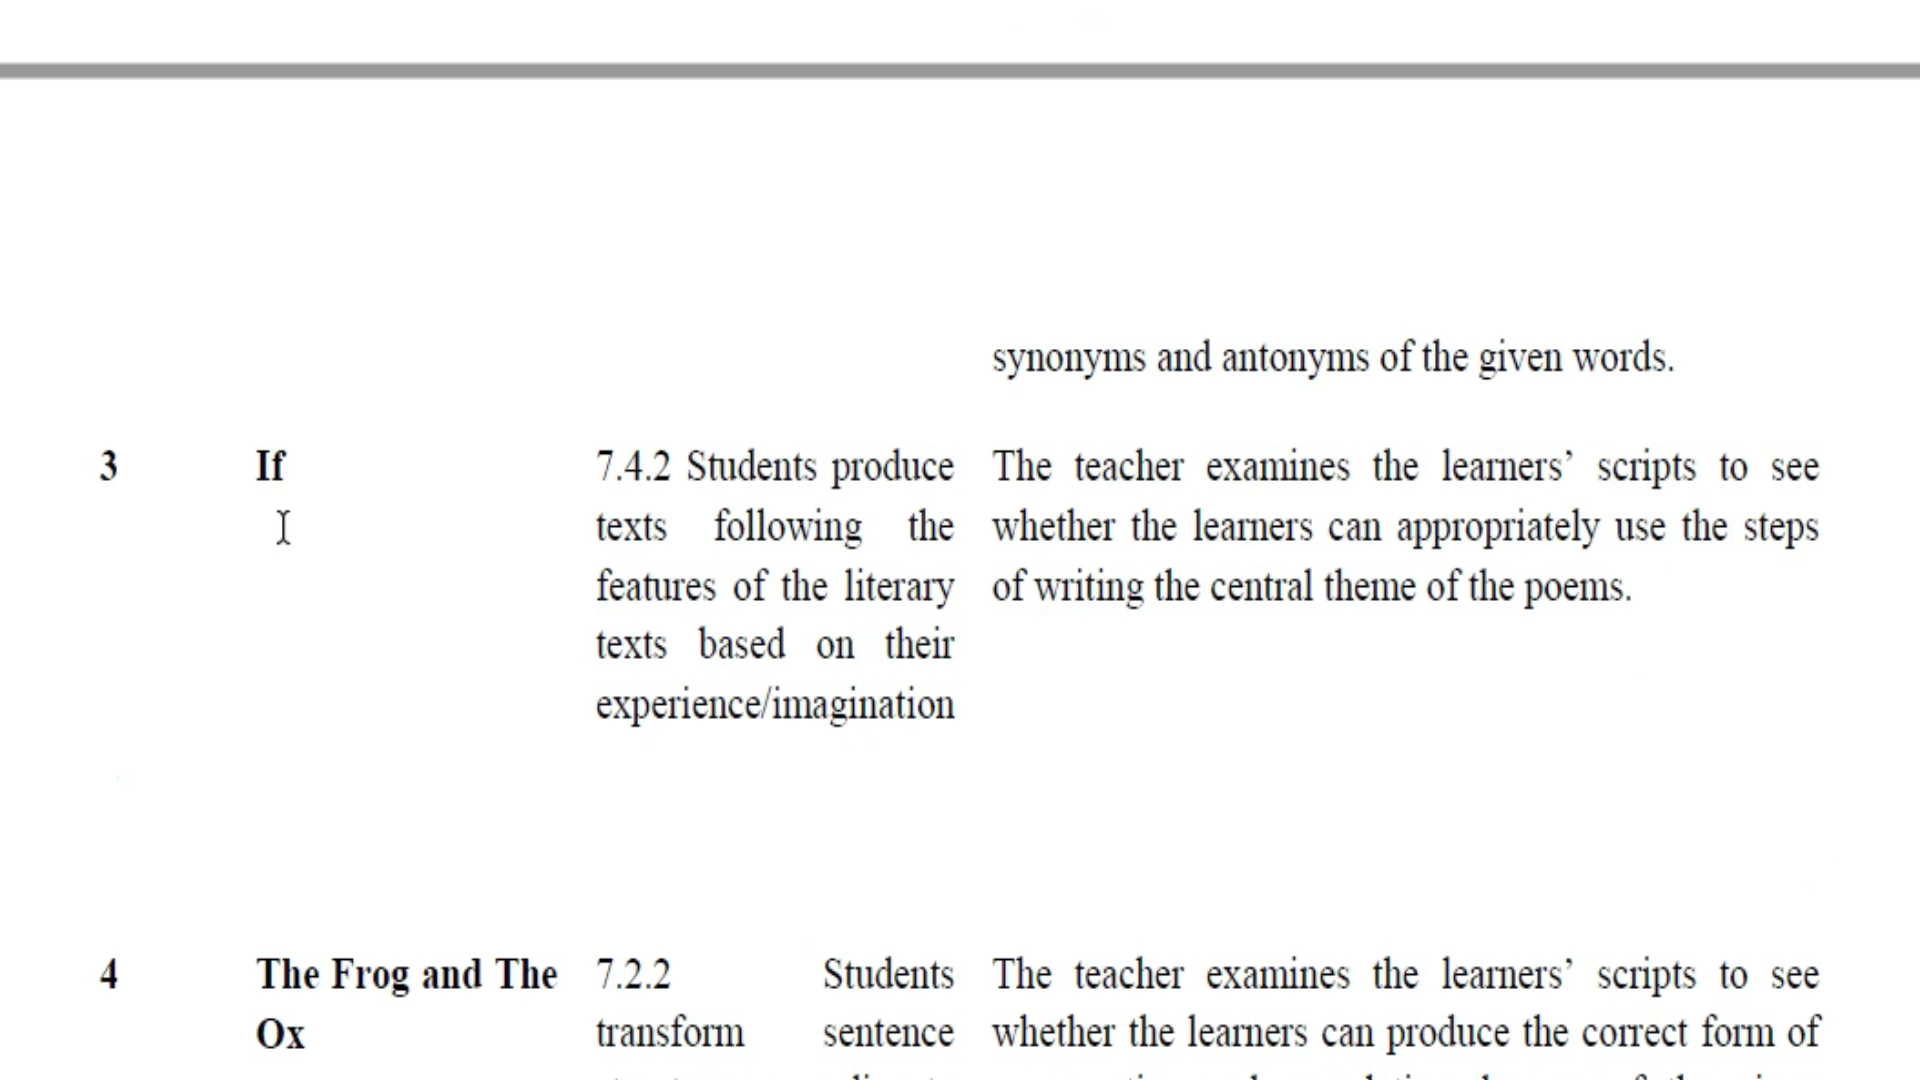 synonyms and antonyms of the given words.
3 If 7.4.2 Students produce The teacher examines the learners’ scripts to see
texts following the whether the learners can appropriately use the steps
features of the literary of writing the central theme of the poems.
texts based on their
experience/imagination
4 The Frog and The 7.2.2 Students The teacher examines the learners’ scripts to see
Ox transform sentence whether the learners can produce the correct form of